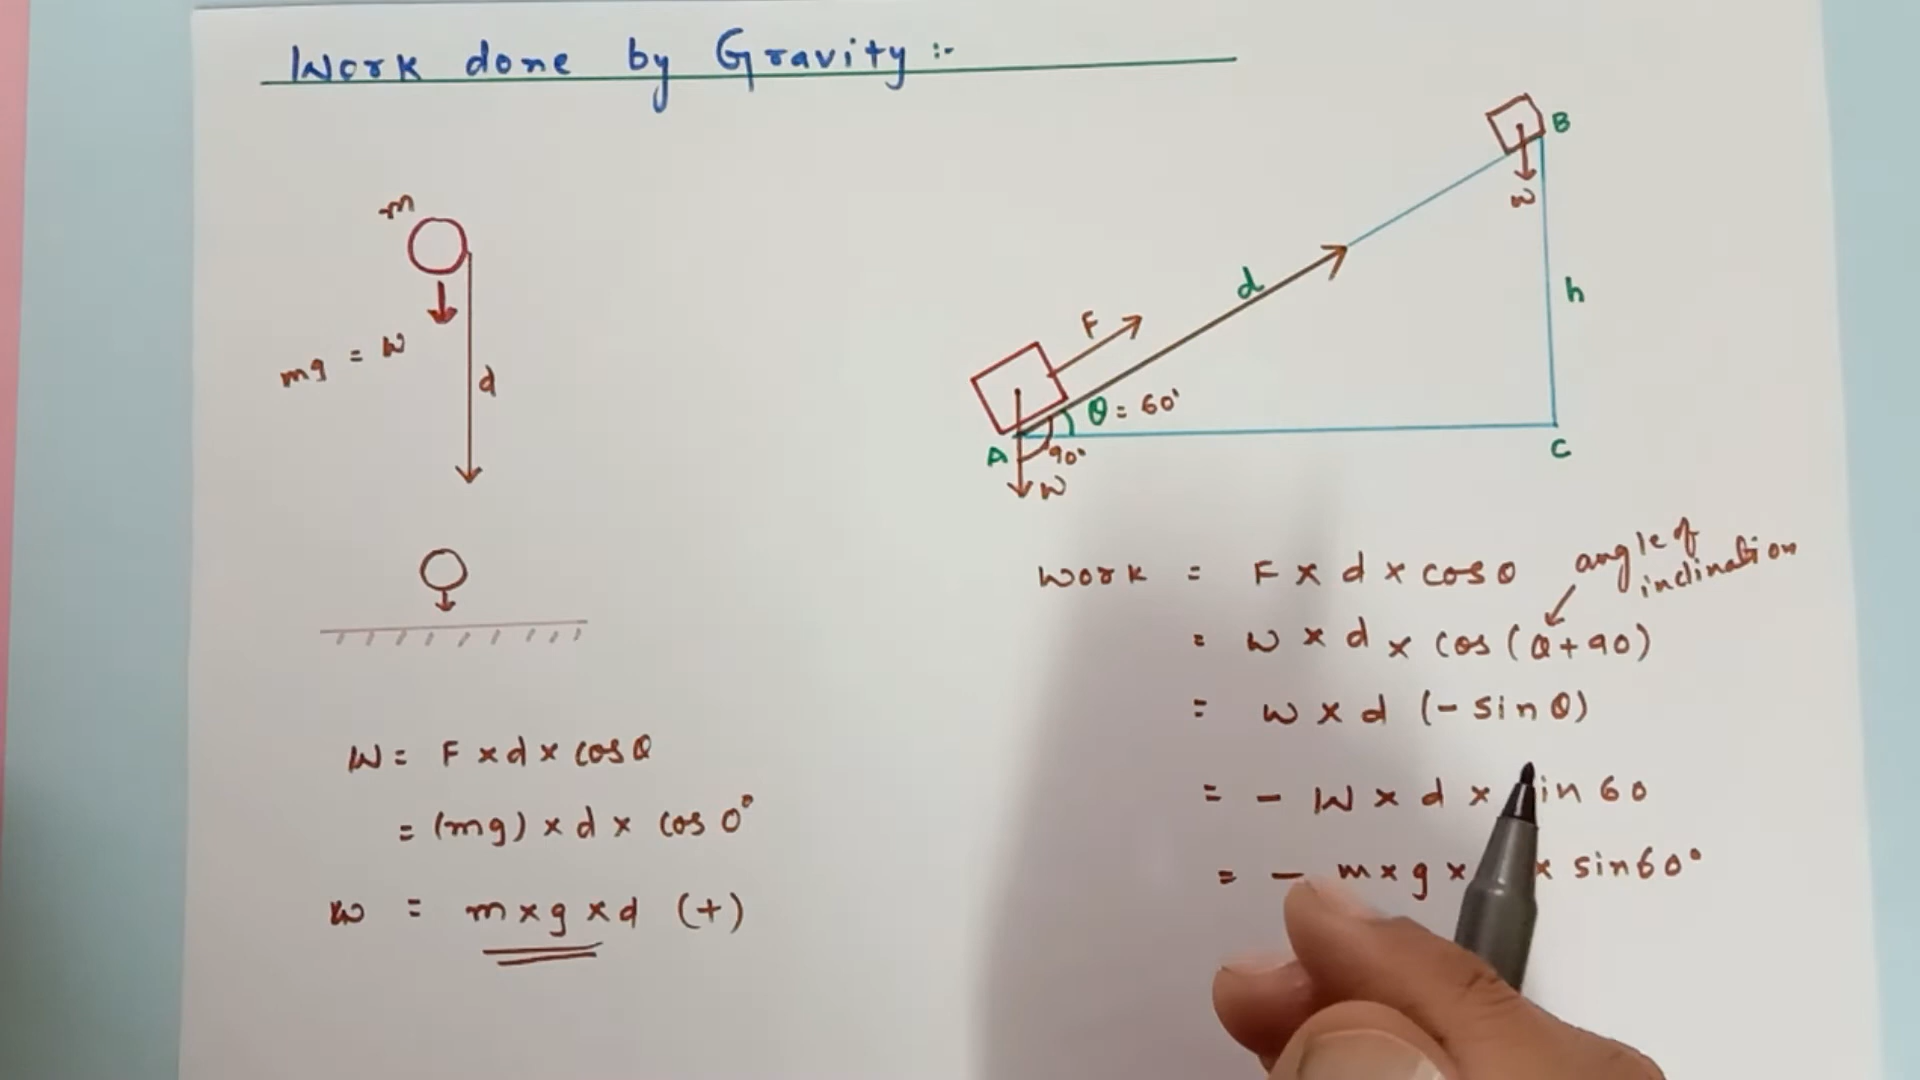 Work done by Gravity :-
m
mg = W
d
W = F × d × cos θ
= (mg) × d × cos 0°
W = m × g × d (+)
B
W
d
h
F
θ = 60°
A
90°
C
W
Work = F × d × cos θ
angle of
inclination
= W × d × cos (θ + 90)
= W × d (- sin θ)
= - W × d × sin 60
= - m × g × × sin 60°